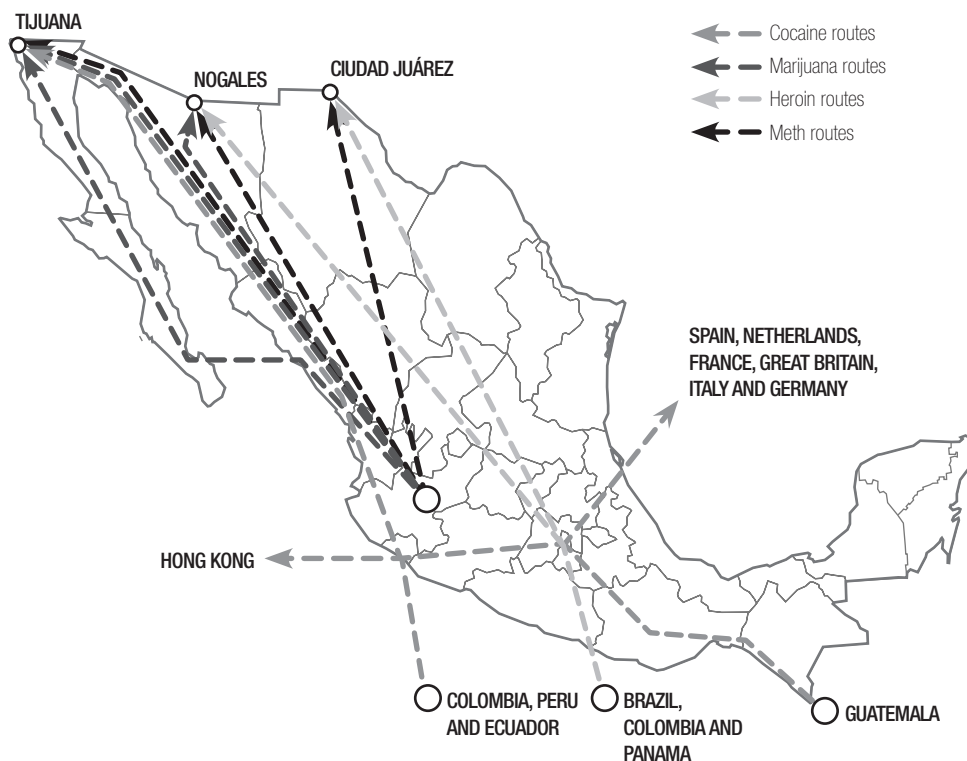 TIJUANA
NOGALES
CIUDAD JUÁREZ
Cocaine routes
Marijuana routes
Heroin routes
Meth routes
SPAIN, NETHERLANDS,
FRANCE, GREAT BRITAIN,
ITALY AND GERMANY
HONG KONG
COLOMBIA, PERU
AND ECUADOR
BRAZIL,
COLOMBIA AND
PANAMA
GUATEMALA